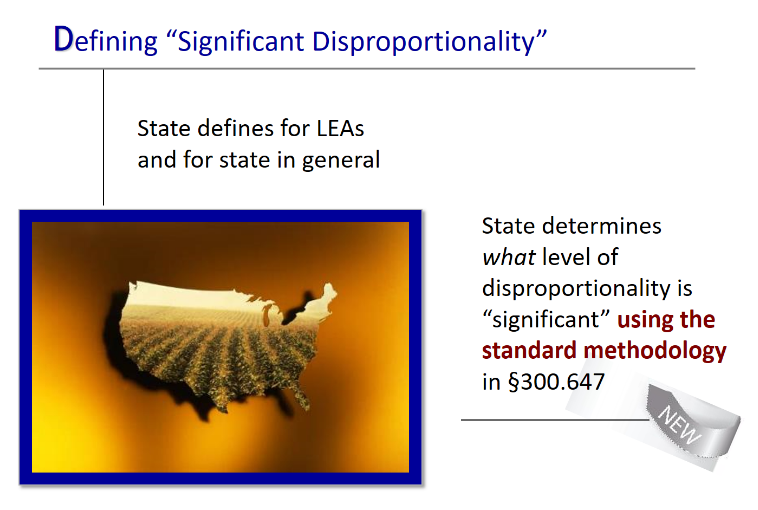 Defining “Significant Disproportionality”
State defines for LEAs
and for state in general
State determines
what level of
disproportionality is
“significant” using the
standard methodology
in §300.647
NEW